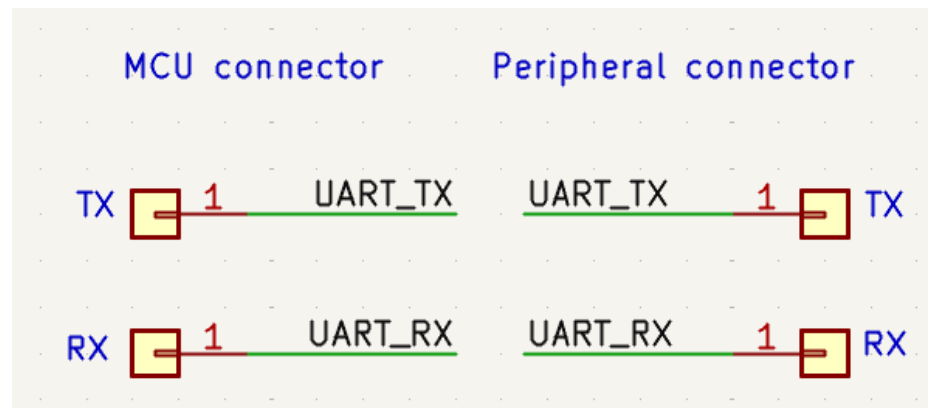 MCU connector Peripheral connector
TX 1 UART_TX UART_TX 1 TX
RX 1 UART_RX UART_RX 1 RX